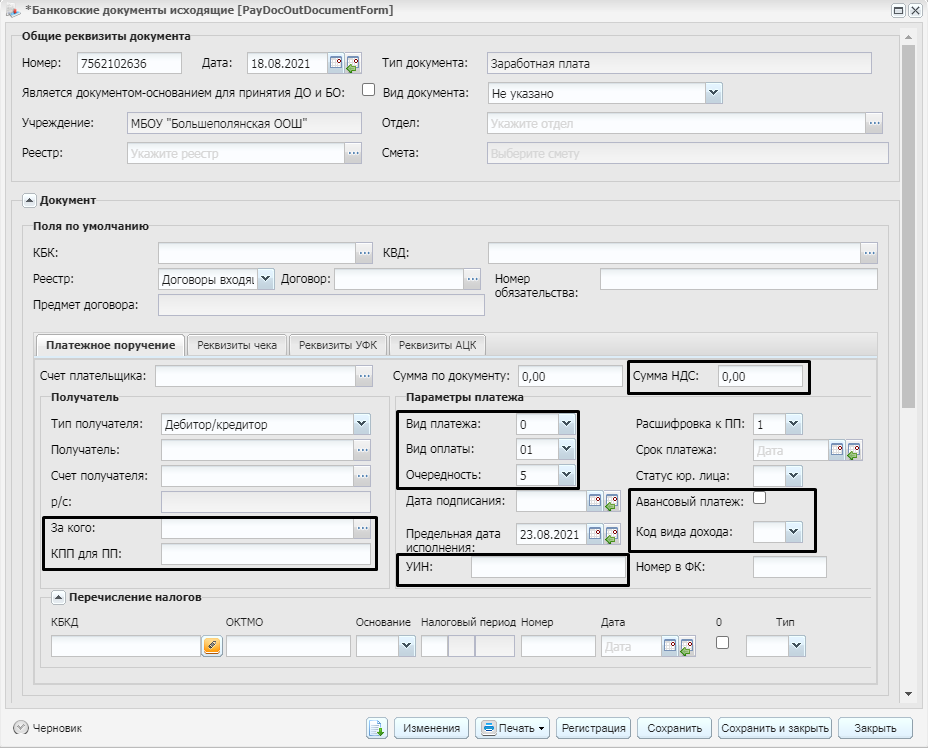 *Банковские документы исходящие [PayDocOutDocumentForm]
Общие реквизиты документа
Номер: 7562102636 Дата: 18.08.2021 Тип документа: Заработная плата
Является документом-основанием для принятия ДО и БО: Вид документа: Не указано
Учреждение: МБОУ "Большеполянская ООШ" Отдел: Укажите отдел
Реестр: Укажите реестр Смета: Выберите смету
Документ
Поля по умолчанию
КБК: КВД:
Реестр: Договоры входящ Договор: Номер обязательства:
Предмет договора:
Платежное поручение Реквизиты чека Реквизиты УФК Реквизиты АЦК
Счет плательщика: Сумма по документу: 0,00 Сумма НДС: 0,00
Получатель Параметры платежа
Тип получателя: Дебитор/кредитор Вид платежа: 0 Расшифровка к ПП: 1
Получатель: Вид оплаты: 01 Срок платежа: Дата
Счет получателя: Очередность: 5 Статус юр. лица:
р/с: Дата подписания: Авансовый платеж:
За кого: Предельная дата исполнения: 23.08.2021 Код вида дохода:
КПП для ПП: УИН: Номер в ФК:
Перечисление налогов
КБКД ОКТМО Основание Налоговый период Номер Дата 0 Тип
Дата
Черновик Изменения Печать Регистрация Сохранить Сохранить и закрыть Закрыть